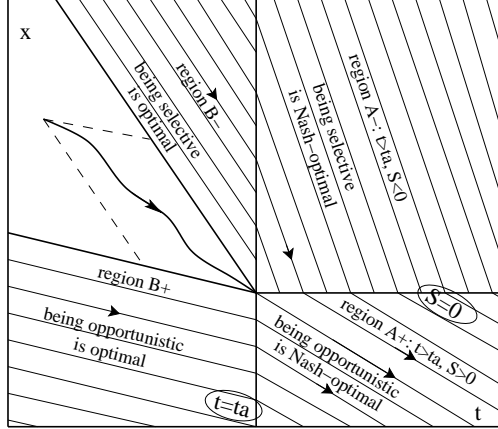 x
being selective
is optimal
region B-
region A-: t>ta, S<0
being selective
is Nash-optimal
region B+
being opportunistic
is optimal
t=ta
S=0
region A+: t>ta, S>0
being opportunistic
is Nash-optimal
t